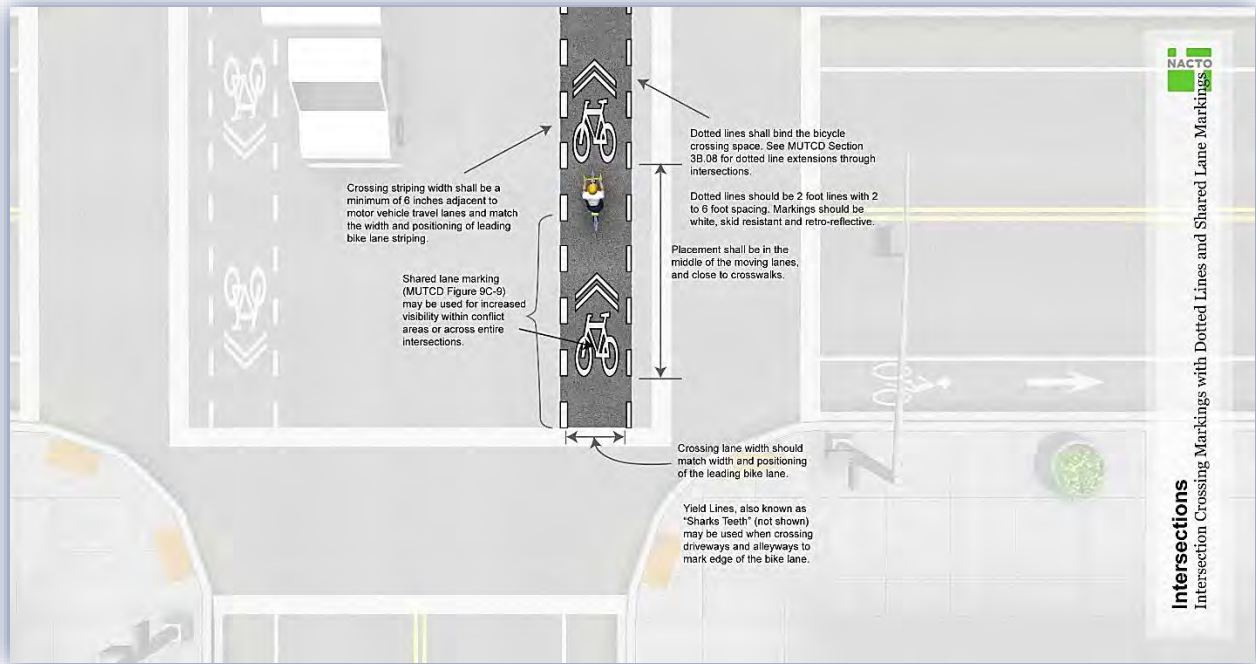 NACTO
Intersections
Intersection Crossing Markings with Dotted Lines and Shared Lane Markings
Crossing striping width shall be a
minimum of 6 inches adjacent to
motor vehicle travel lanes and match
the width and positioning of leading
bike lane striping.
Shared lane marking
(MUTCD Figure 9C-9)
may be used for increased
visibility within conflict
areas or across entire
intersections.
Dotted lines shall bind the bicycle
crossing space. See MUTCD Section
3B.08 for dotted line extensions through
intersections.
Dotted lines should be 2 foot lines with 2
to 6 foot spacing. Markings should be
white, skid resistant and retro-reflective.
Placement shall be in the
middle of the moving lanes,
and close to crosswalks.
Crossing lane width should
match width and positioning
of the leading bike lane.
Yield Lines, also known as
"Sharks Teeth" (not shown)
may be used when crossing
driveways and alleyways to
mark edge of the bike lane.